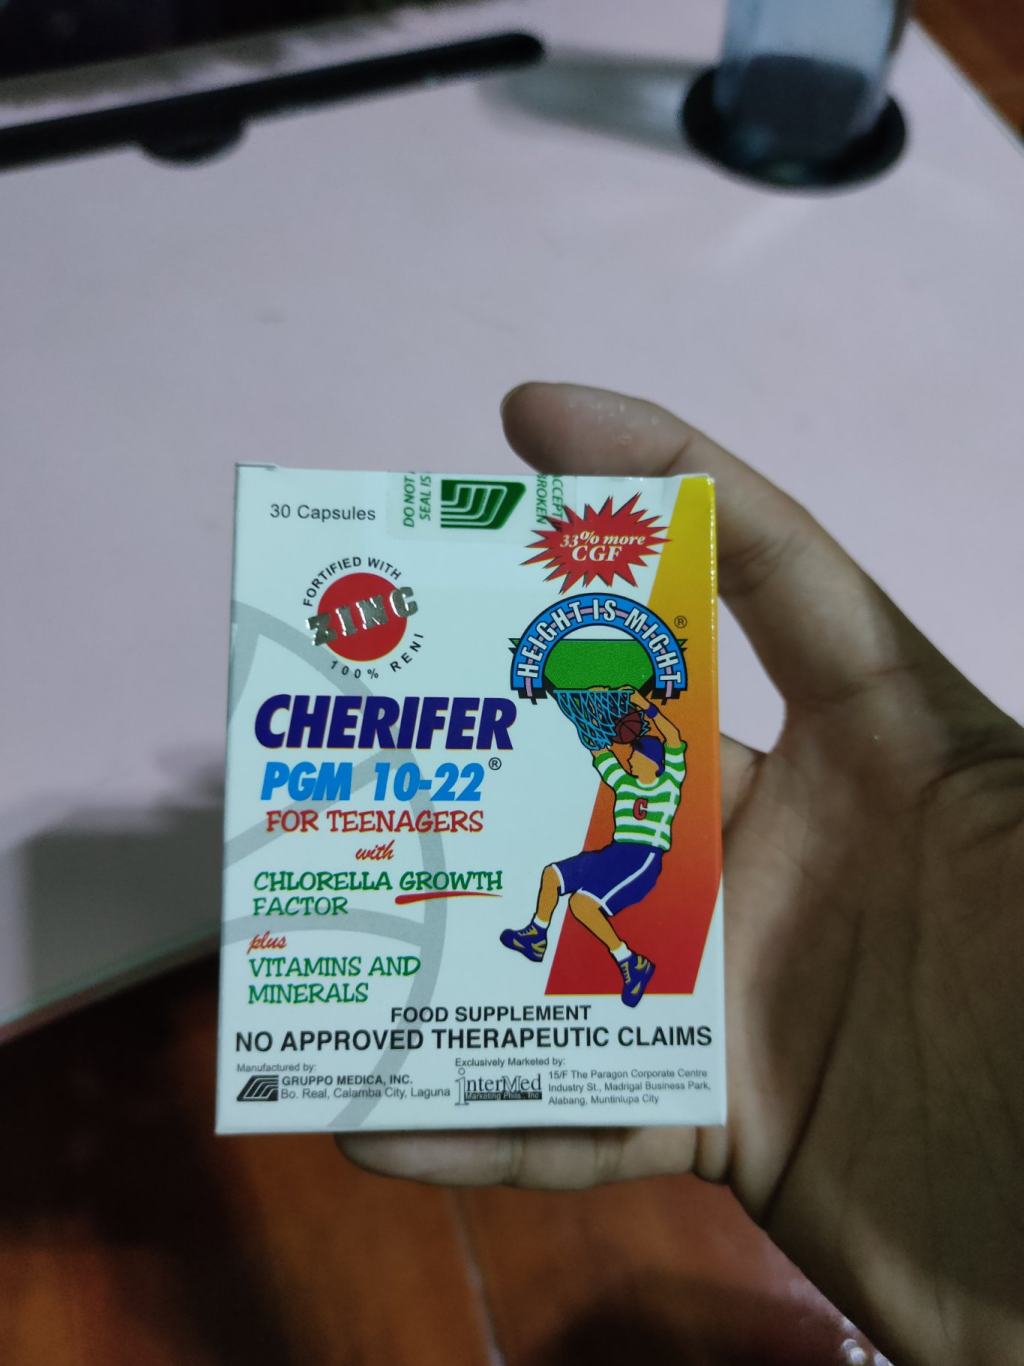 30 Capsules
DO NOT
SEAL IS
ACCEPT
BROKEN
33% more
CGF
FORTIFIED WITH
ZINC
100% RENI
HEIGHT IS MIGHT
®
CHERIFER
PGM 10-22®
FOR TEENAGERS
with
CHLORELLA GROWTH
FACTOR
plus
VITAMINS AND
MINERALS
C
FOOD SUPPLEMENT
NO APPROVED THERAPEUTIC CLAIMS
Manufactured by:
GRUPPO MEDICA, INC.
Bo. Real, Calamba City, Laguna
Exclusively Marketed by:
interMed
Marketing Phils., Inc
15/F The Paragon Corporate Centre
Industry St., Madrigal Business Park,
Alabang, Muntinlupa City